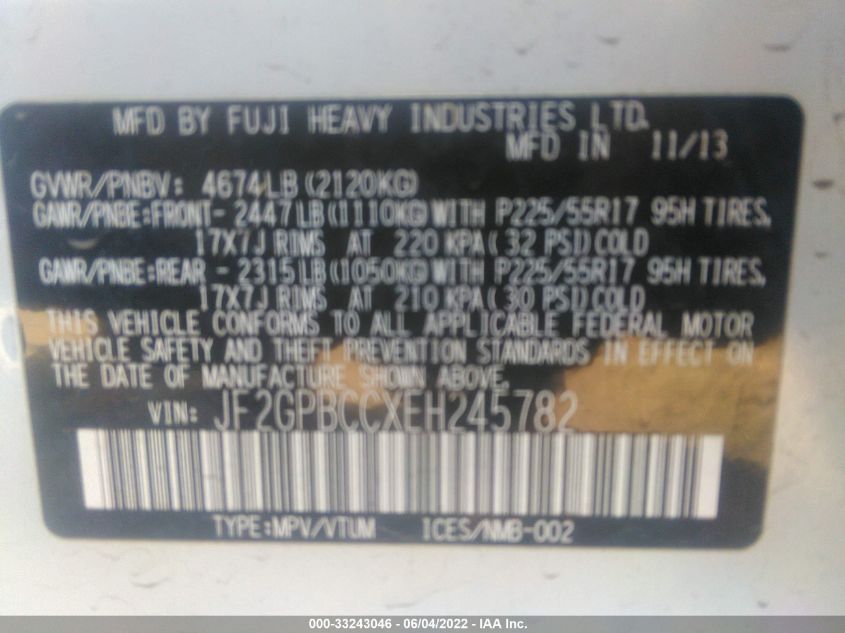 MFD BY FUJI HEAVY INDUSTRIES LTD.
MFD IN 11/13
GVWR/PNBV: 4674LB(2120KG)
GAWR/PNBE:FRONT-2447LB(1110KG)WITH P225/55R17 95H TIRES,
17X7J RIMS AT 220 KPA(32 PSI)COLD
GAWR/PNBE:REAR -2315LB(1050KG)WITH P225/55R17 95H TIRES,
17X7J RIMS AT 210 KPA(30 PSI)COLD
THIS VEHICLE CONFORMS TO ALL APPLICABLE FEDERAL MOTOR
VEHICLE SAFETY AND THEFT PREVENTION STANDARDS IN EFFECT ON
THE DATE OF MANUFACTURE SHOWN ABOVE.
VIN: JF2GPBCCXEH245782
TYPE:MPV/VTUM ICES/NMB-002
000-33243046 - 06/04/2022 - IAA Inc.